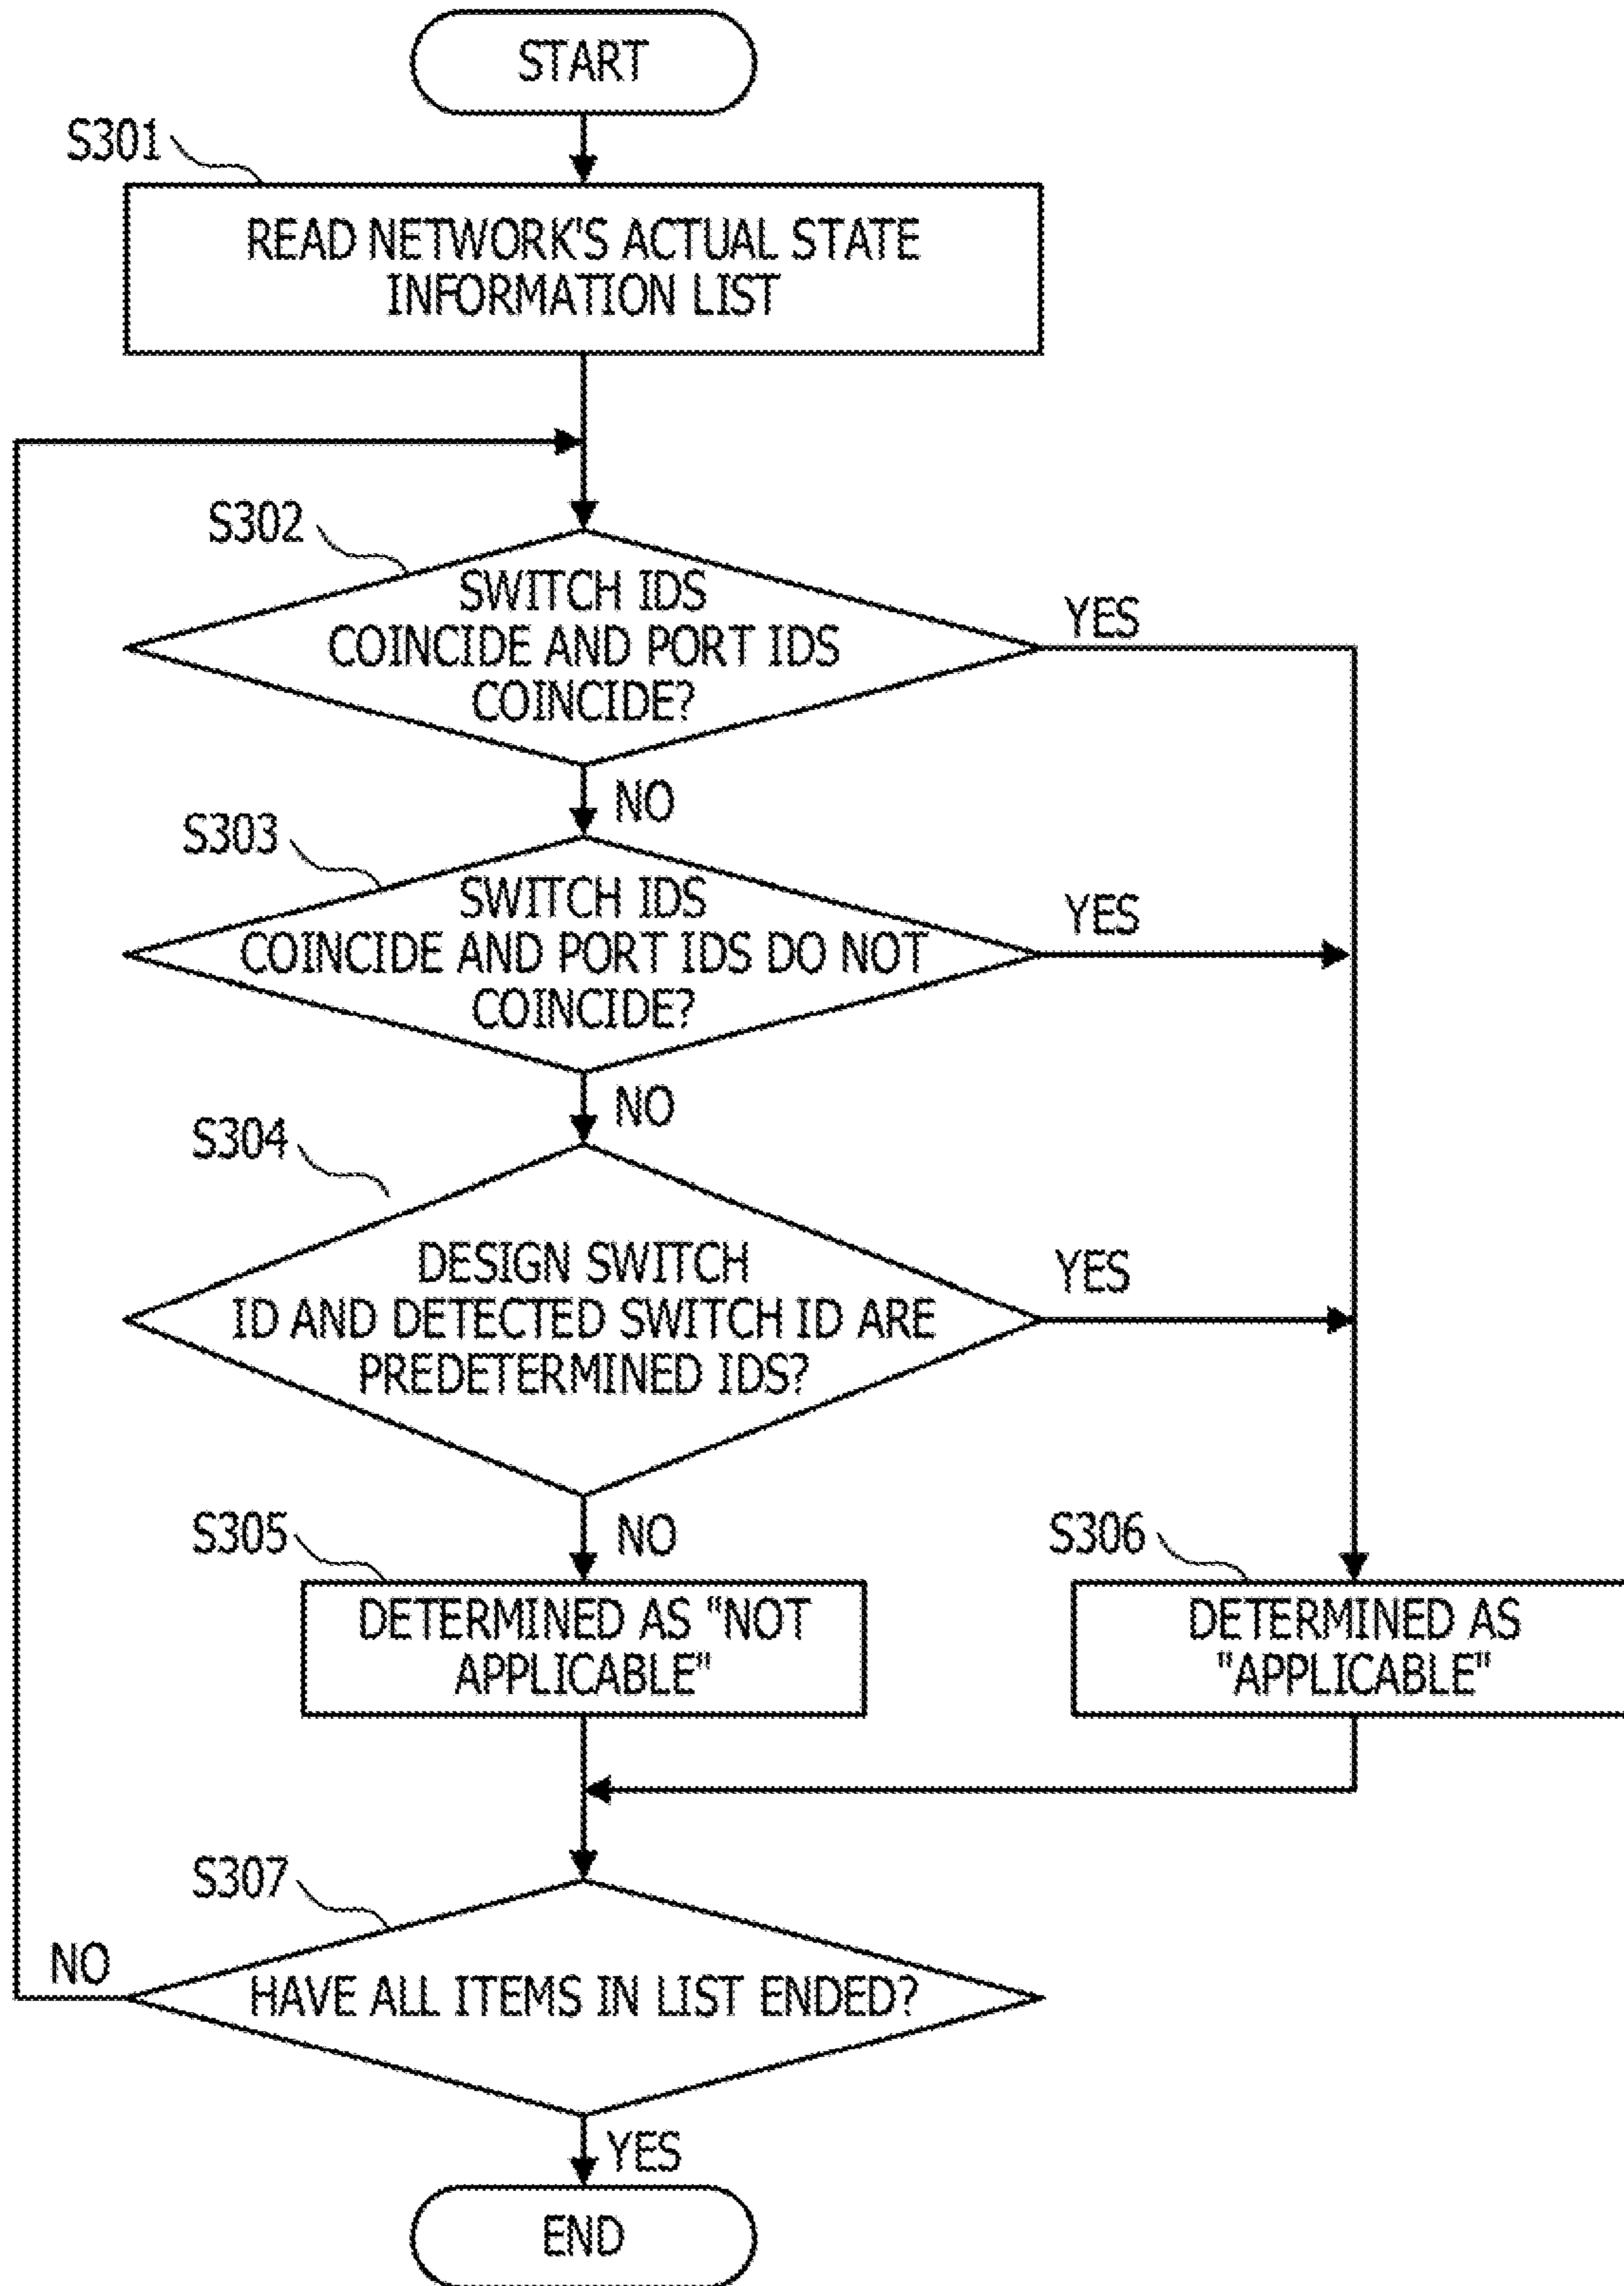 START
S301
READ NETWORK'S ACTUAL STATE
INFORMATION LIST
S302
SWITCH IDS
COINCIDE AND PORT IDS
COINCIDE?
YES
NO
S303
SWITCH IDS
COINCIDE AND PORT IDS DO NOT
COINCIDE?
YES
NO
S304
DESIGN SWITCH
ID AND DETECTED SWITCH ID ARE
PREDETERMINED IDS?
YES
NO
S305
DETERMINED AS "NOT
APPLICABLE"
S306
DETERMINED AS
"APPLICABLE"
S307
HAVE ALL ITEMS IN LIST ENDED?
NO
YES
END